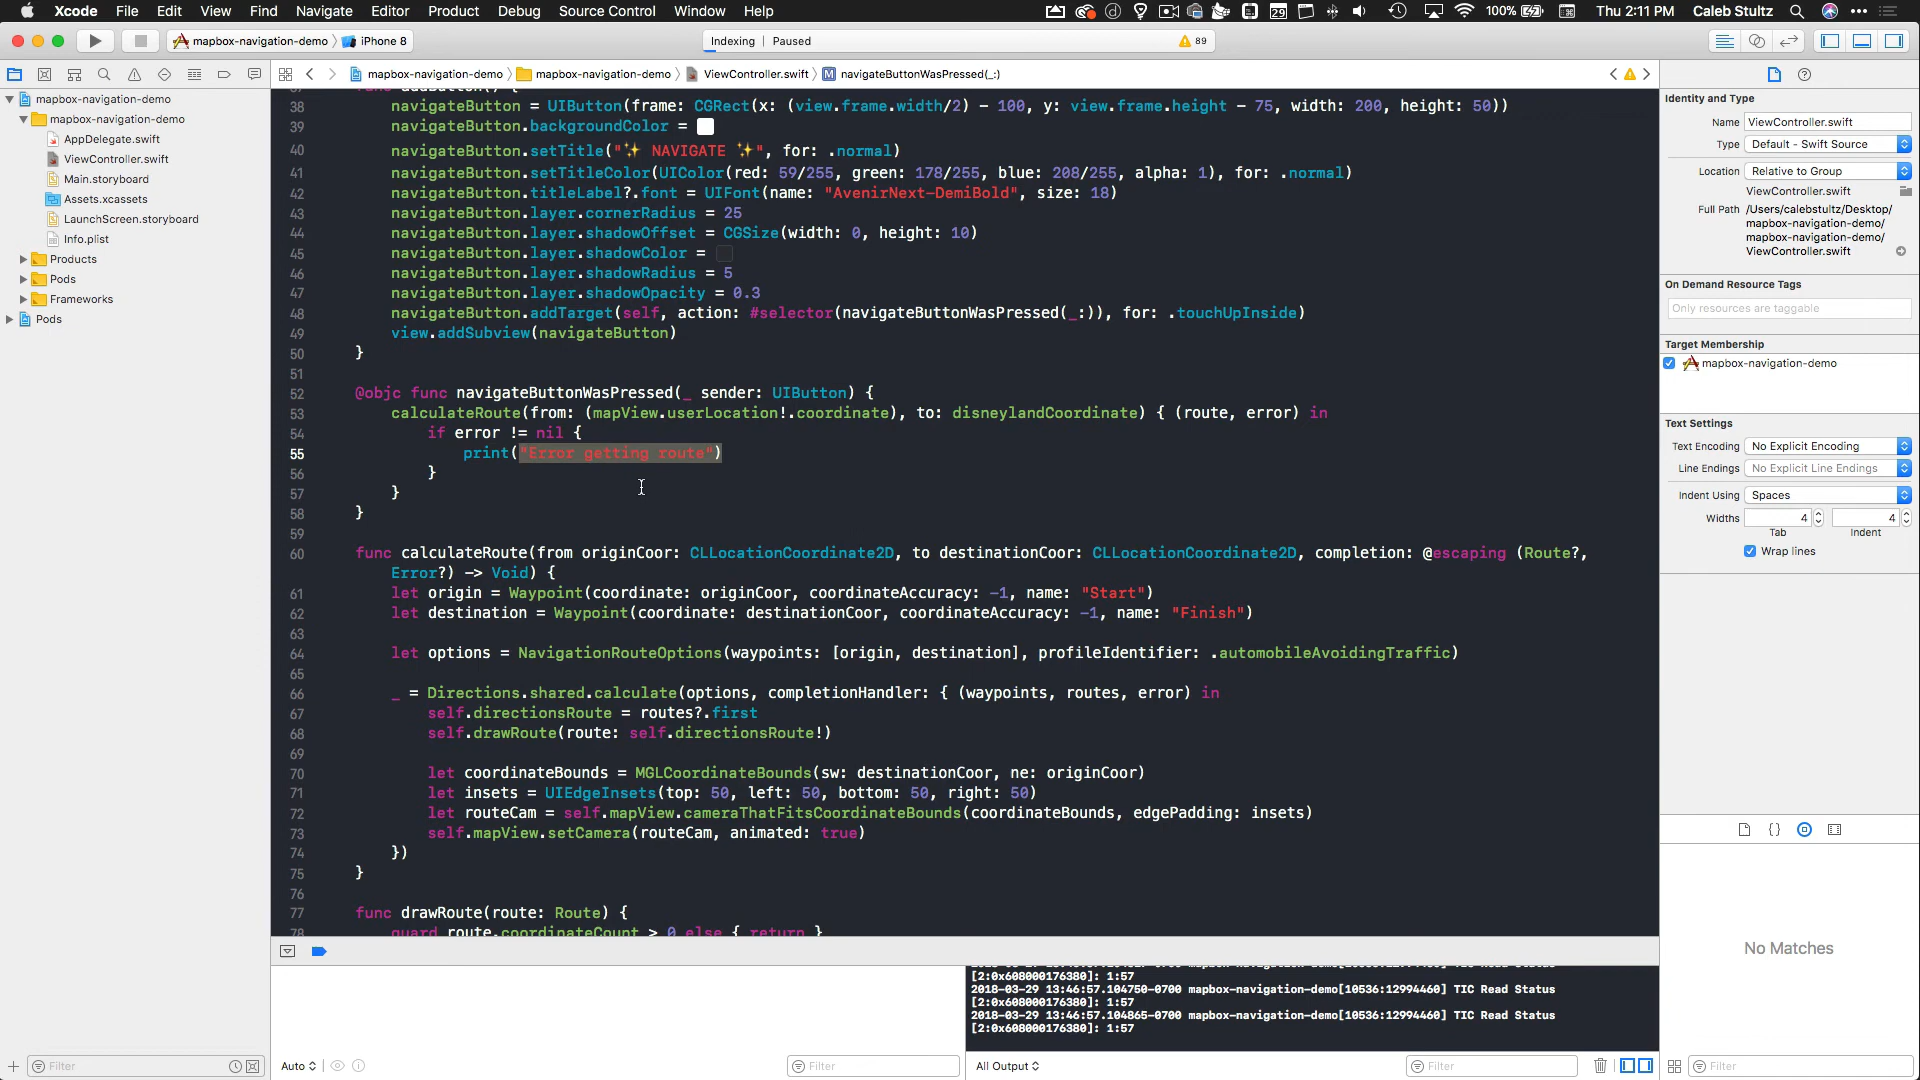 Xcode File Edit View Find Navigate Editor Product Debug Source Control Window Help 29 100% Thu 2:11 PM Caleb Stultz
mapbox-navigation-demo iPhone 8 Indexing | Paused 89
mapbox-navigation-demo mapbox-navigation-demo ViewController.swift navigateButtonWasPressed(_:)
mapbox-navigation-demo
mapbox-navigation-demo
AppDelegate.swift
ViewController.swift
Main.storyboard
Assets.xcassets
LaunchScreen.storyboard
Info.plist
Products
Pods
Frameworks
Pods
Filter
38 navigateButton = UIButton(frame: CGRect(x: (view.frame.width/2) - 100, y: view.frame.height - 75, width: 200, height: 50))
39 navigateButton.backgroundColor =
40 navigateButton.setTitle("✨ NAVIGATE ✨", for: .normal)
41 navigateButton.setTitleColor(UIColor(red: 59/255, green: 178/255, blue: 208/255, alpha: 1), for: .normal)
42 navigateButton.titleLabel?.font = UIFont(name: "AvenirNext-DemiBold", size: 18)
43 navigateButton.layer.cornerRadius = 25
44 navigateButton.layer.shadowOffset = CGSize(width: 0, height: 10)
45 navigateButton.layer.shadowColor =
46 navigateButton.layer.shadowRadius = 5
47 navigateButton.layer.shadowOpacity = 0.3
48 navigateButton.addTarget(self, action: #selector(navigateButtonWasPressed(_:)), for: .touchUpInside)
49 view.addSubview(navigateButton)
50 }
51
52 @objc func navigateButtonWasPressed(_ sender: UIButton) {
53 calculateRoute(from: (mapView.userLocation!.coordinate), to: disneylandCoordinate) { (route, error) in
54 if error != nil {
55 print("Error getting route")
56 }
57 }
58 }
59
60 func calculateRoute(from originCoor: CLLocationCoordinate2D, to destinationCoor: CLLocationCoordinate2D, completion: @escaping (Route?,
Error?) -> Void) {
61 let origin = Waypoint(coordinate: originCoor, coordinateAccuracy: -1, name: "Start")
62 let destination = Waypoint(coordinate: destinationCoor, coordinateAccuracy: -1, name: "Finish")
63
64 let options = NavigationRouteOptions(waypoints: [origin, destination], profileIdentifier: .automobileAvoidingTraffic)
65
66 _ = Directions.shared.calculate(options, completionHandler: { (waypoints, routes, error) in
67 self.directionsRoute = routes?.first
68 self.drawRoute(route: self.directionsRoute!)
69
70 let coordinateBounds = MGLCoordinateBounds(sw: destinationCoor, ne: originCoor)
71 let insets = UIEdgeInsets(top: 50, left: 50, bottom: 50, right: 50)
72 let routeCam = self.mapView.cameraThatFitsCoordinateBounds(coordinateBounds, edgePadding: insets)
73 self.mapView.setCamera(routeCam, animated: true)
74 })
75 }
76
77 func drawRoute(route: Route) {
78 guard route.coordinateCount > 0 else { return }
[2:0x608000176380]: 1:57
2018-03-29 13:46:57.104750-0700 mapbox-navigation-demo[10536:12994460] TIC Read Status
[2:0x608000176380]: 1:57
2018-03-29 13:46:57.104865-0700 mapbox-navigation-demo[10536:12994460] TIC Read Status
[2:0x608000176380]: 1:57
Auto Filter All Output Filter
Identity and Type
Name ViewController.swift
Type Default - Swift Source
Location Relative to Group
ViewController.swift
Full Path /Users/calebstultz/Desktop/
mapbox-navigation-demo/
mapbox-navigation-demo/
ViewController.swift
On Demand Resource Tags
Only resources are taggable
Target Membership
mapbox-navigation-demo
Text Settings
Text Encoding No Explicit Encoding
Line Endings No Explicit Line Endings
Indent Using Spaces
Widths 4 4
Tab Indent
Wrap lines
No Matches
Filter